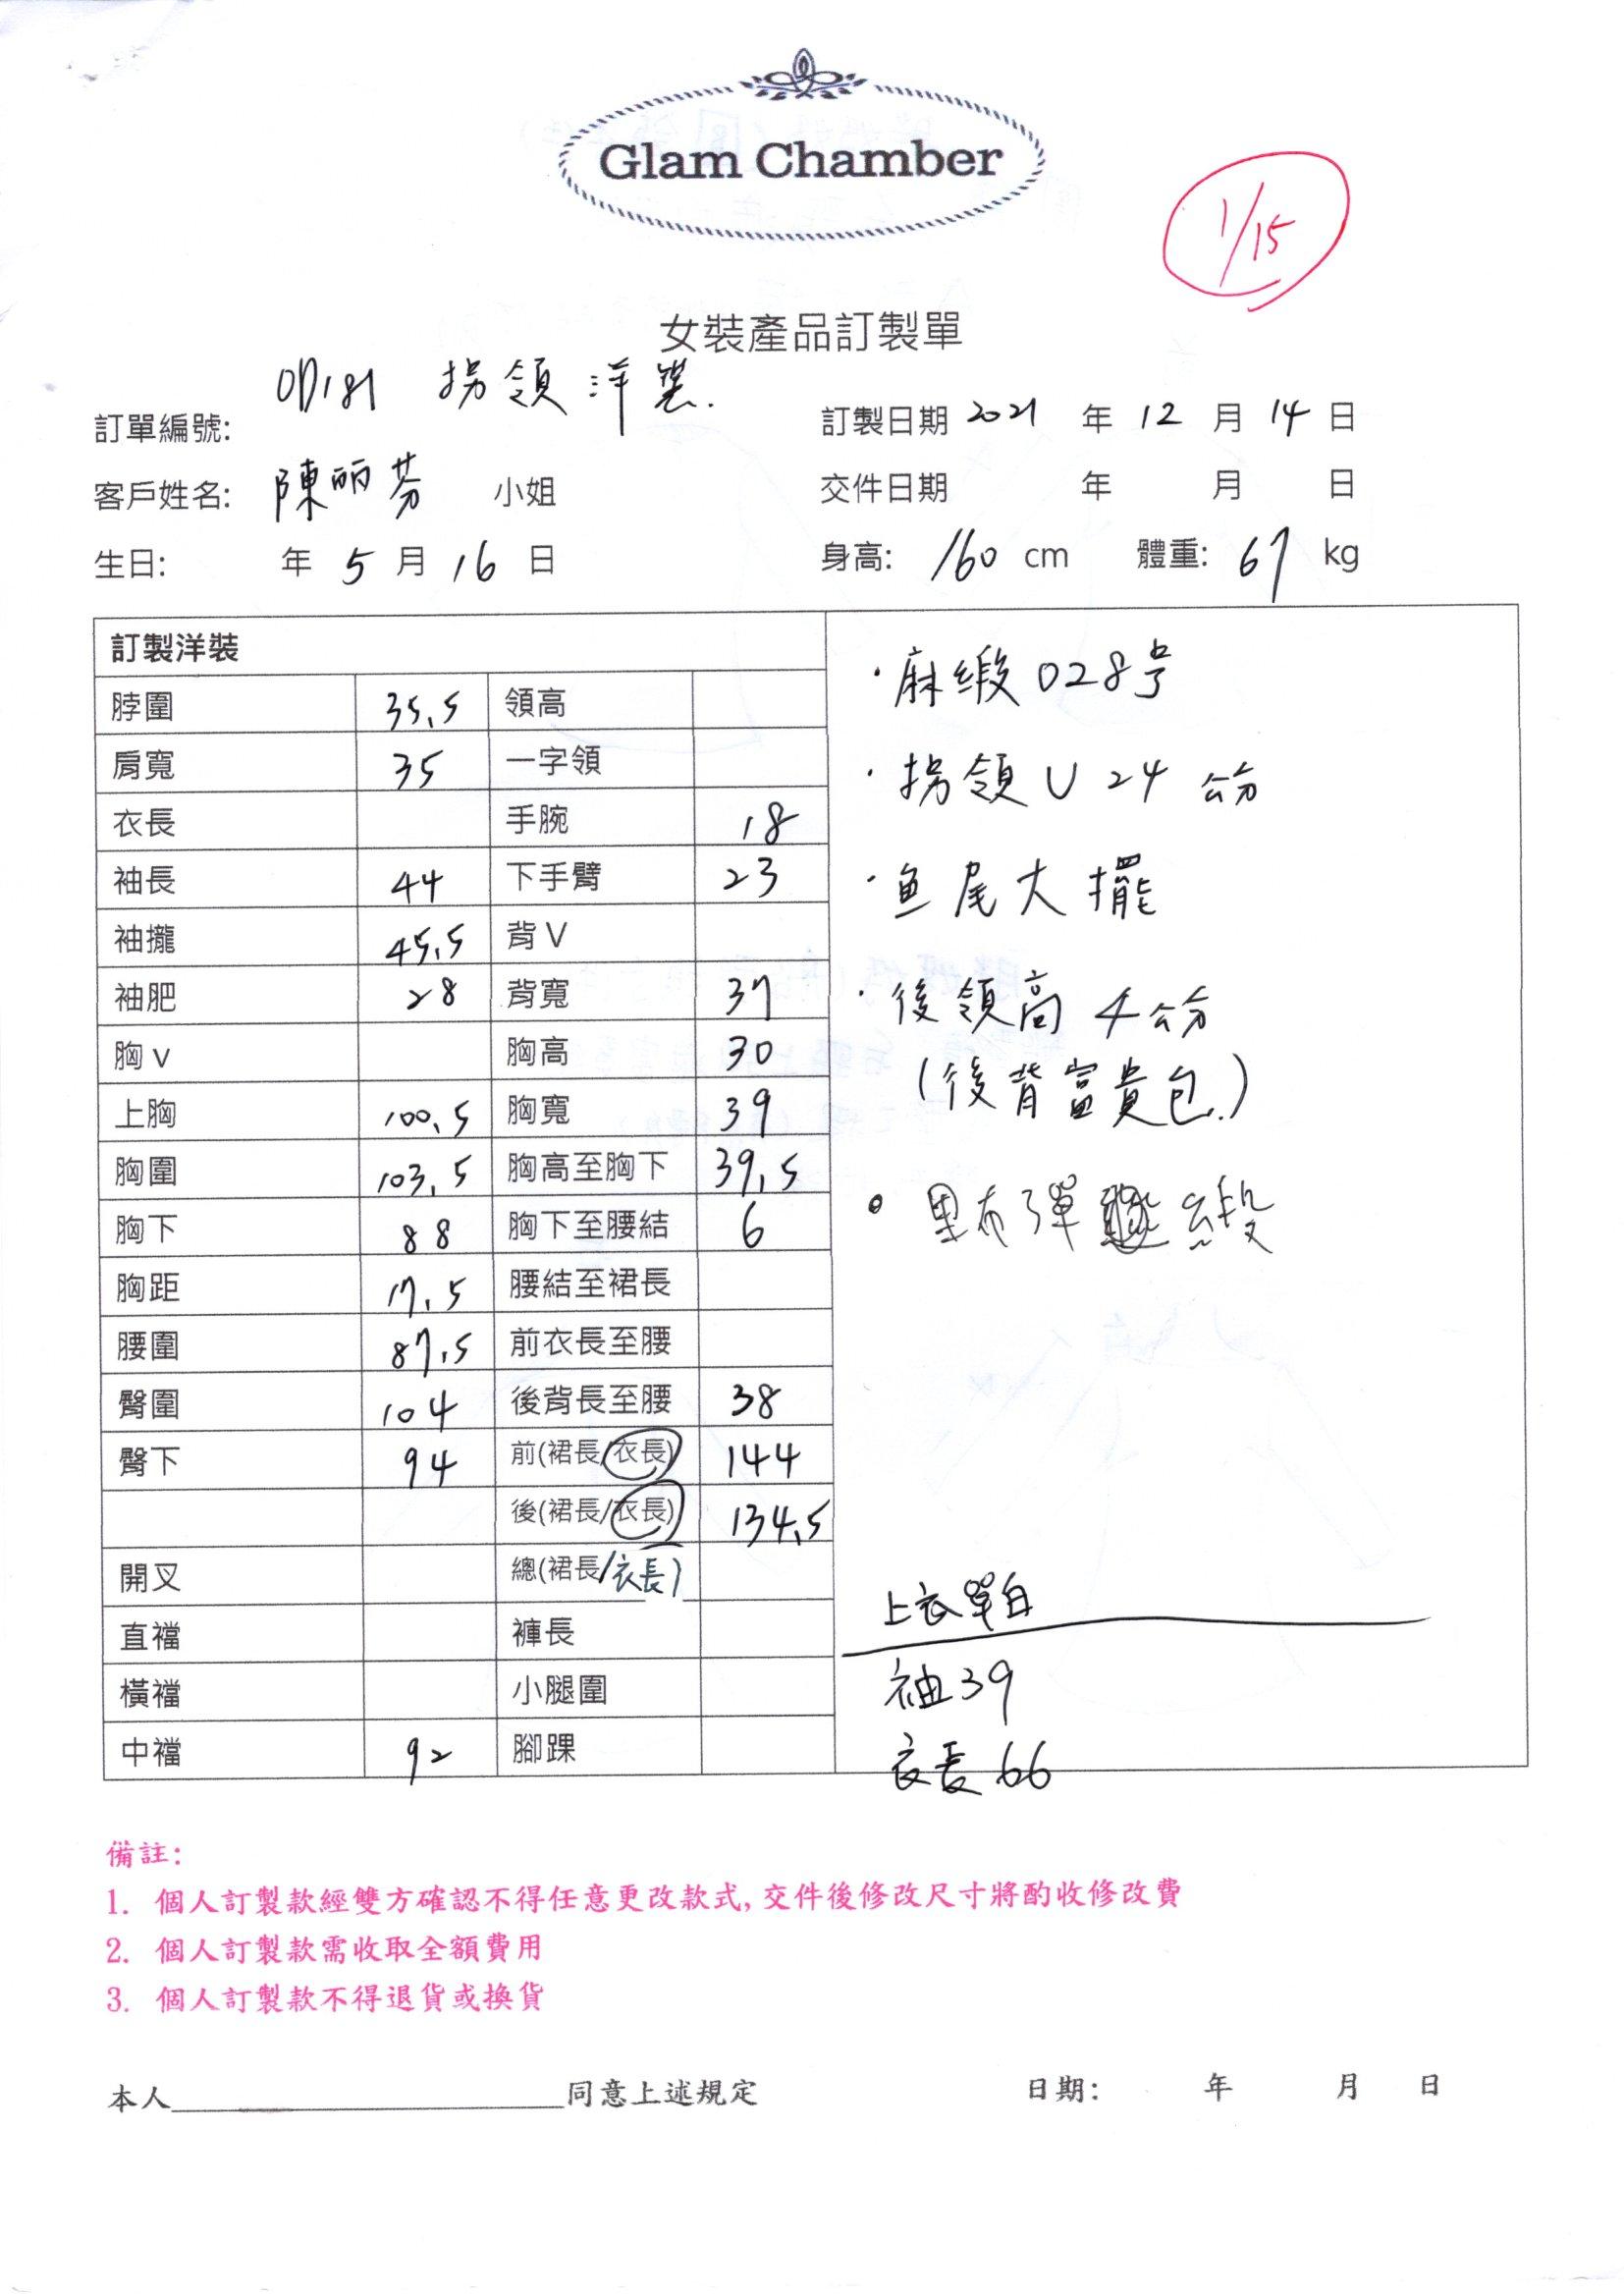 Glam Chamber
1/15
女裝產品訂製單
訂單編號: OD181 拐領洋裝.
訂製日期 2021 年 12 月 14 日
客戶姓名: 陳丽芬 小姐
交件日期 年 月 日
生日: 年 5 月 16 日
身高: 160 cm 體重: 67 kg
訂製洋裝
脖圍 35.5 領高
肩寬 35 一字領
衣長 手腕 18
袖長 44 下手臂 23
袖攏 45.5 背V
袖肥 28 背寬 37
胸v 胸高 30
上胸 100.5 胸寬 39
胸圍 103.5 胸高至胸下 39.5
胸下 88 胸下至腰結 6
胸距 17.5 腰結至裙長
腰圍 87.5 前衣長至腰
臀圍 104 後背長至腰 38
臀下 94 前(裙長/衣長) 144
後(裙長/衣長) 134.5
開叉 總(裙長/衣長)
直襠 褲長
橫襠 小腿圍
中襠 92 腳踝
·麻緞028号
·拐領U 24 公分
·魚尾大擺
·後領高 4公分
(後背富貴包.)
•里布彈 緞
上衣單白
袖39
衣長66
備註:
1. 個人訂製款經雙方確認不得任意更改款式, 交件後修改尺寸將酌收修改費
2. 個人訂製款需收取全額費用
3. 個人訂製款不得退貨或換貨
本人____________________同意上述規定 日期: 年 月 日